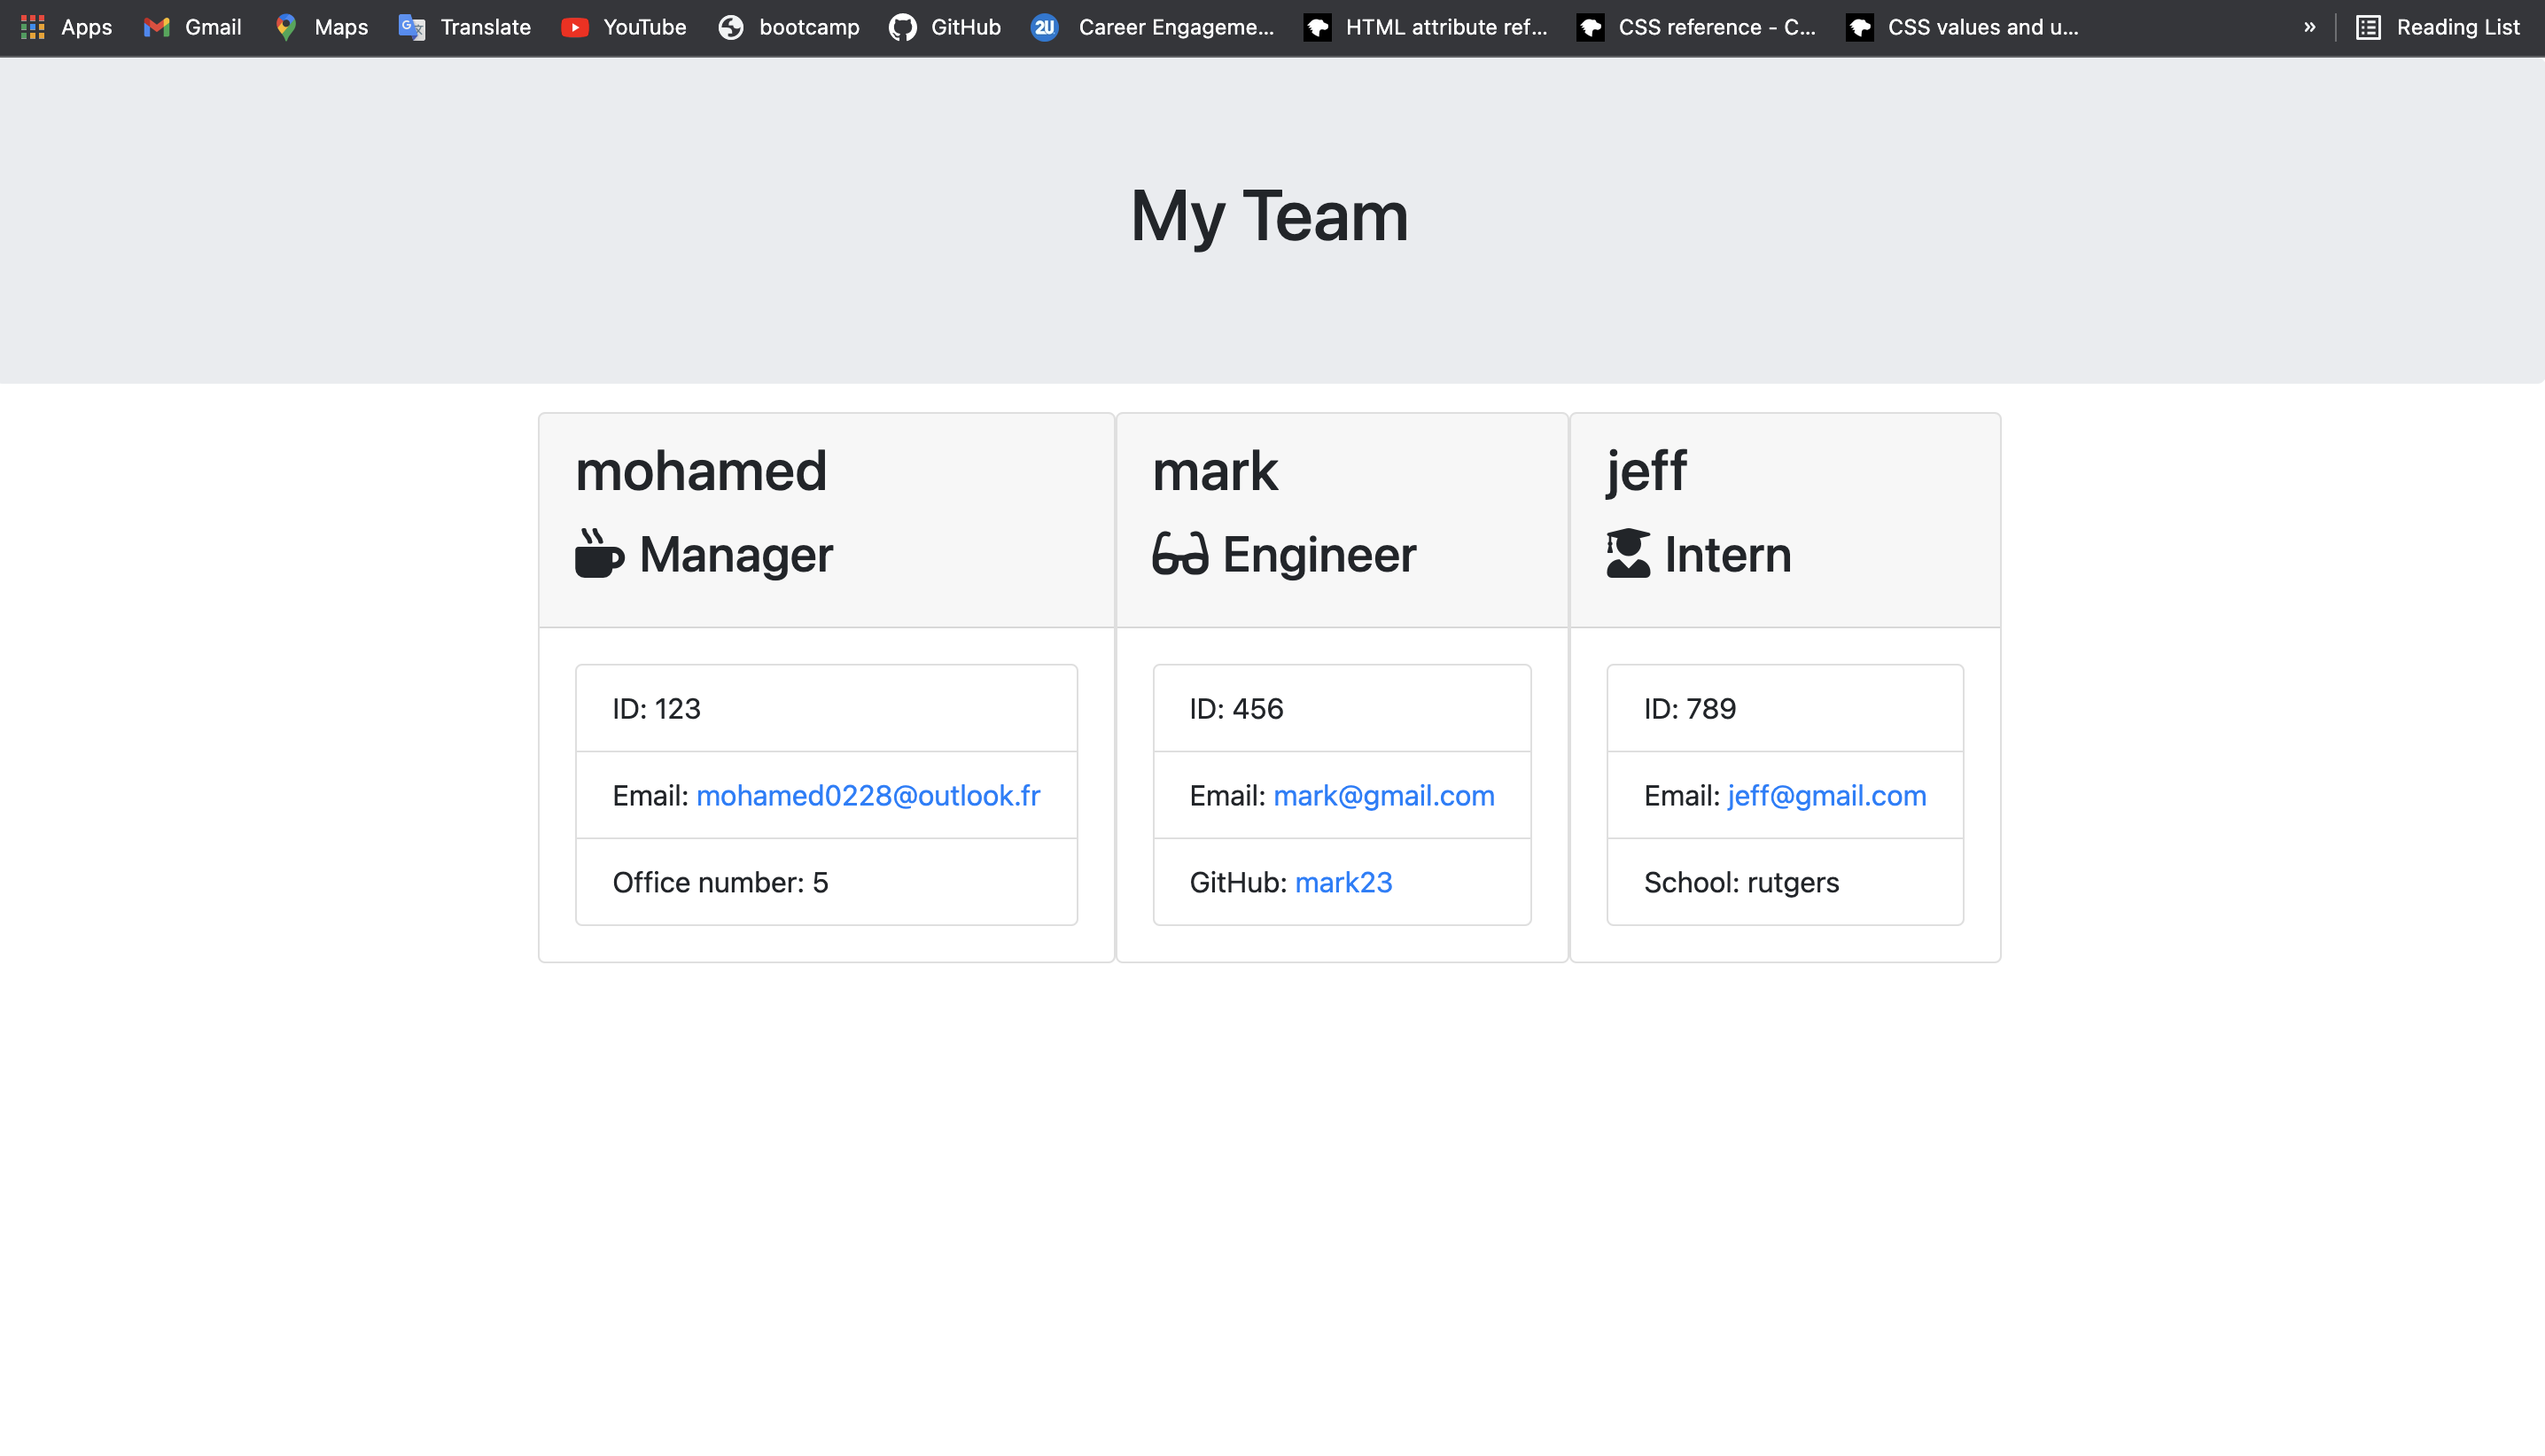 Apps Gmail Maps Translate YouTube bootcamp GitHub 2U Career Engageme... HTML attribute ref... CSS reference - C... CSS values and u... » Reading List
My Team
mohamed
Manager
ID: 123
Email: mohamed0228@outlook.fr
Office number: 5
mark
Engineer
ID: 456
Email: mark@gmail.com
GitHub: mark23
jeff
Intern
ID: 789
Email: jeff@gmail.com
School: rutgers